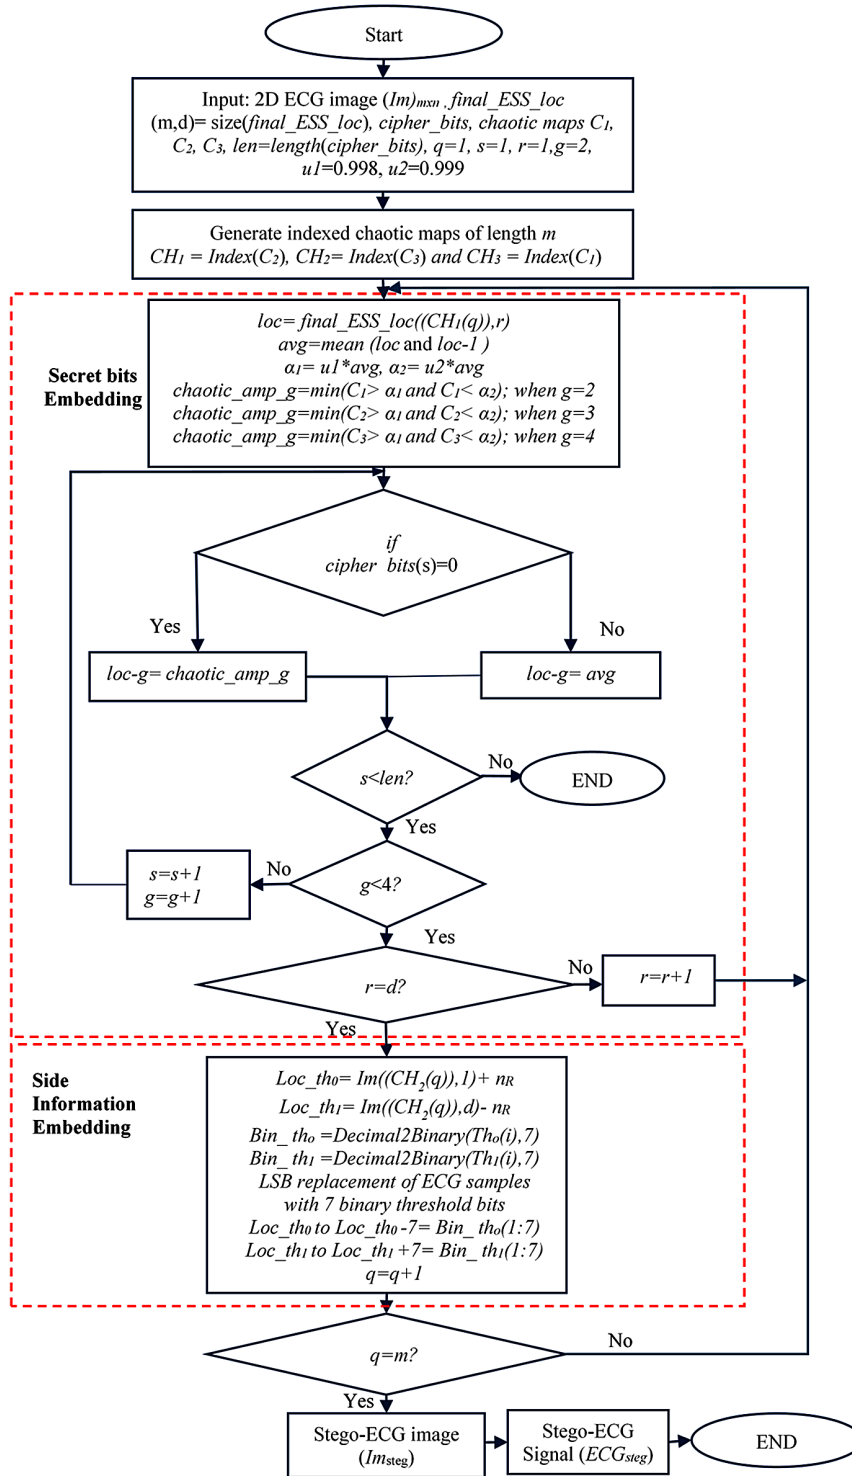 Start
Input: 2D ECG image (Im)mxn , final_ESS_loc
(m,d)= size(final_ESS_loc), cipher_bits, chaotic maps C1,
C2, C3, len=length(cipher_bits), q=1, s=1, r=1,g=2,
u1=0.998, u2=0.999
Generate indexed chaotic maps of length m
CH1 = Index(C2), CH2= Index(C3) and CH3 = Index(C1)
Secret bits
Embedding
loc= final_ESS_loc((CH1(q)),r)
avg=mean (loc and loc-1 )
α1= u1*avg, α2= u2*avg
chaotic_amp_g=min(C1> α1 and C1< α2); when g=2
chaotic_amp_g=min(C2> α1 and C2< α2); when g=3
chaotic_amp_g=min(C3> α1 and C3< α2); when g=4
if
cipher bits(s)=0
Yes
No
loc-g= chaotic_amp_g
loc-g= avg
s<len?
No
END
Yes
s=s+1
g=g+1
No
g<4?
Yes
r=d?
No
r=r+1
Yes
Side
Information
Embedding
Loc_th0= Im((CH2(q)),1)+ nR
Loc_th1= Im((CH2(q)),d)- nR
Bin_ tho =Decimal2Binary(Tho(i),7)
Bin_ th1 =Decimal2Binary(Th1(i),7)
LSB replacement of ECG samples
with 7 binary threshold bits
Loc_th0 to Loc_th0 -7= Bin_ tho(1:7)
Loc_th1 to Loc_th1 +7= Bin_ th1(1:7)
q=q+1
q=m?
No
Yes
Stego-ECG image
(Imsteg)
Stego-ECG
Signal (ECGsteg)
END